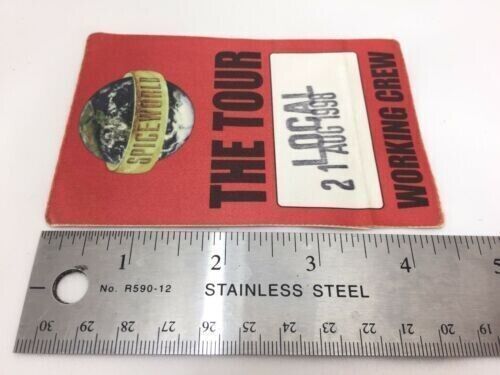 SPICEWORLD
THE TOUR
LOCAL
21 AUG 1998
WORKING CREW
1 2 3 4 5
No. R590-12 STAINLESS STEEL
30 29 28 27 26 25 24 23 22 21 20 19